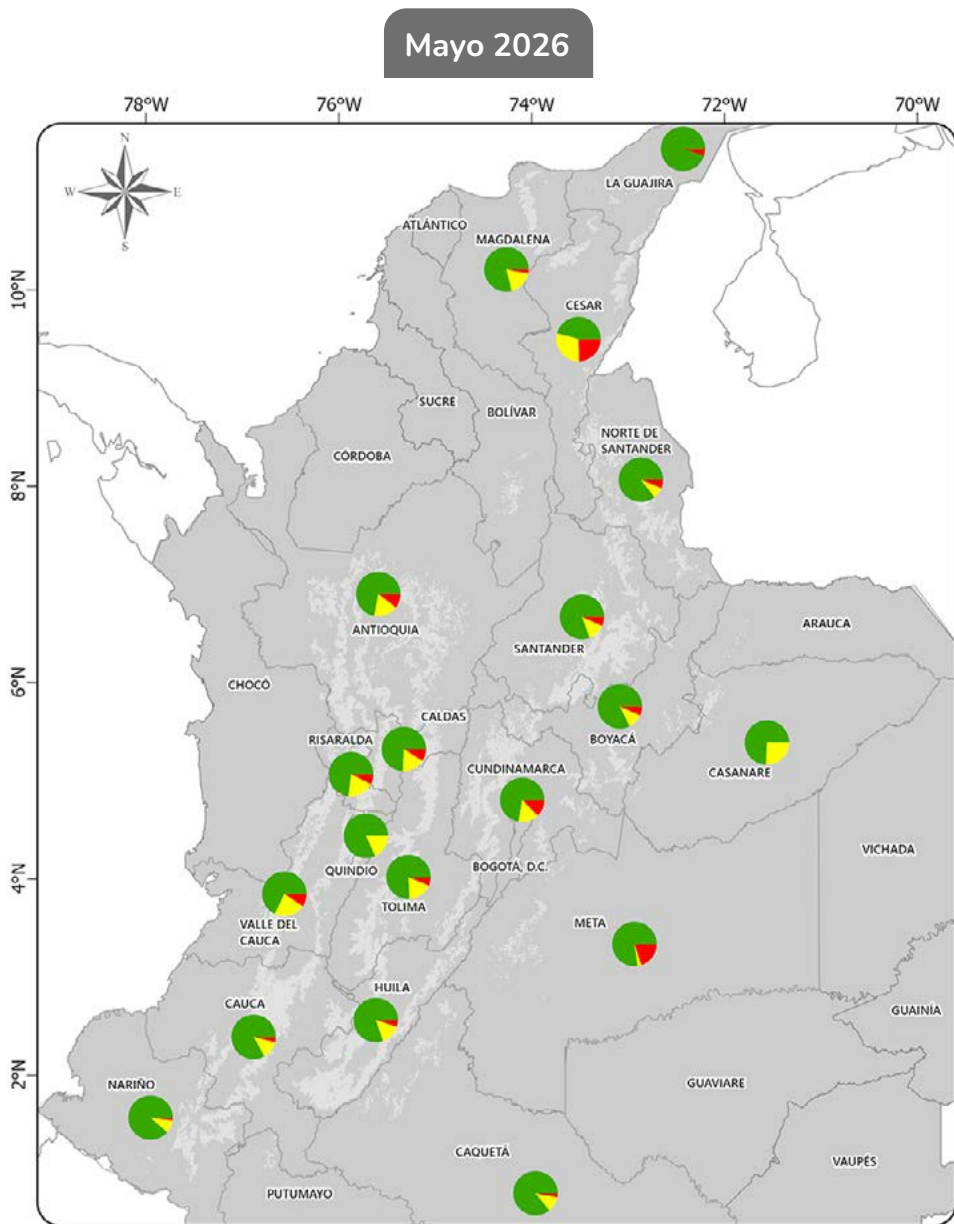 Mayo 2026
78°W 76°W 74°W 72°W 70°W
N
W E
S
LA GUAJIRA
ATLÁNTICO
MAGDALENA
10°N
CESAR
SUCRE
BOLÍVAR
NORTE DE
SANTANDER
CÓRDOBA
8°N
ANTIOQUIA
ARAUCA
SANTANDER
6°N
CHOCÓ
CALDAS
RISARALDA
BOYACÁ
CUNDINAMARCA
CASANARE
VICHADA
QUINDIO
BOGOTÁ, D.C.
4°N
TOLIMA
VALLE DEL
CAUCA
META
HUILA
CAUCA
GUAINÍA
2°N
NARIÑO
GUAVIARE
CAQUETÁ
VAUPÉS
PUTUMAYO